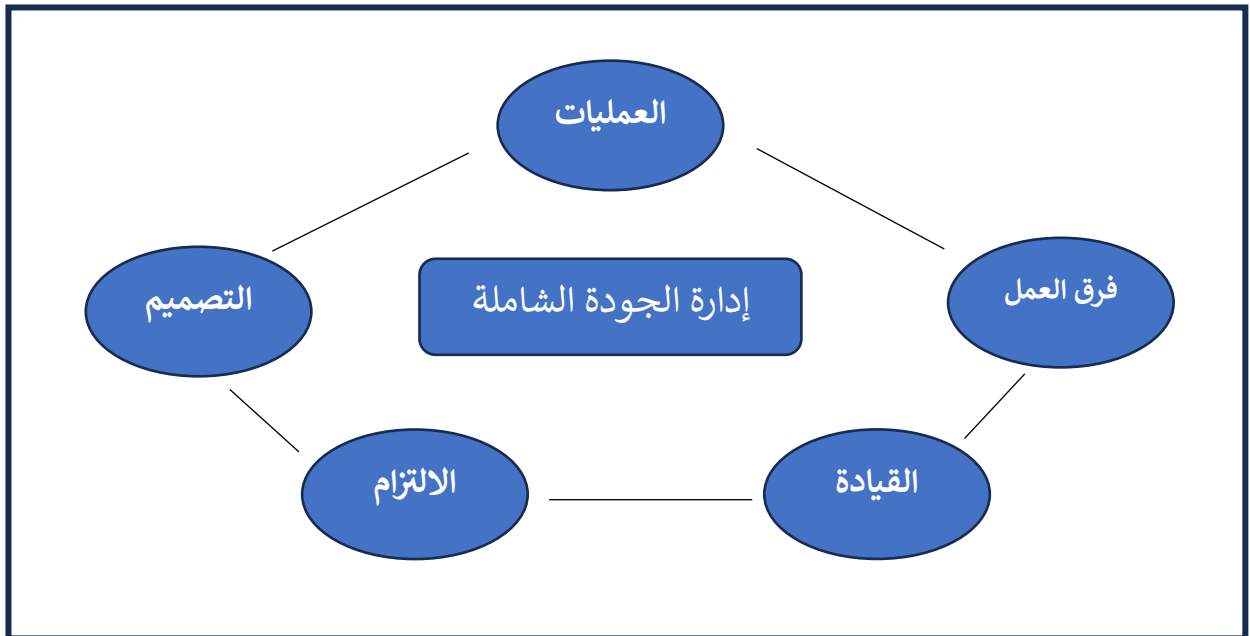 العمليات
فرق العمل
إدارة الجودة الشاملة
التصميم
القيادة
الالتزام